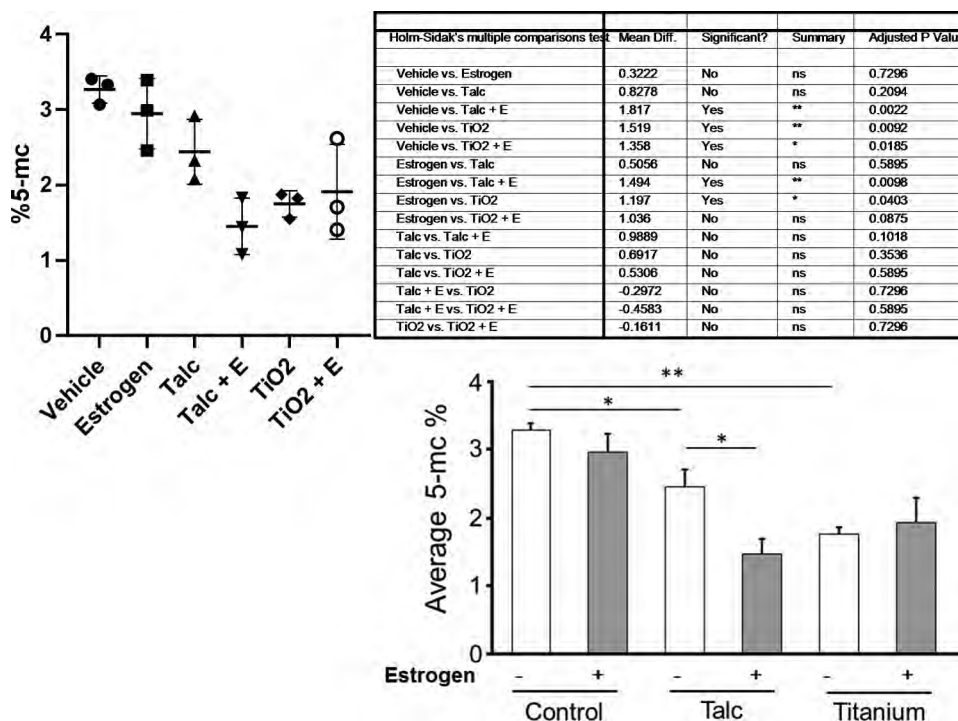 4
3
2
1
0
%5-mc
Vehicle
Estrogen
Talc
Talc + E
TiO2
TiO2 + E
Holm-Sidak's multiple comparisons test Mean Diff. Significant? Summary Adjusted P Valu
Vehicle vs. Estrogen 0.3222 No ns 0.7296
Vehicle vs. Talc 0.8278 No ns 0.2094
Vehicle vs. Talc + E 1.817 Yes ** 0.0022
Vehicle vs. TiO2 1.519 Yes ** 0.0092
Vehicle vs. TiO2 + E 1.358 Yes * 0.0185
Estrogen vs. Talc 0.5056 No ns 0.5895
Estrogen vs. Talc + E 1.494 Yes ** 0.0098
Estrogen vs. TiO2 1.197 Yes * 0.0403
Estrogen vs. TiO2 + E 1.036 No ns 0.0875
Talc vs. Talc + E 0.9889 No ns 0.1018
Talc vs. TiO2 0.6917 No ns 0.3536
Talc vs. TiO2 + E 0.5306 No ns 0.5895
Talc + E vs. TiO2 -0.2972 No ns 0.7296
Talc + E vs. TiO2 + E -0.4583 No ns 0.5895
TiO2 vs. TiO2 + E -0.1611 No ns 0.7296
4
3
2
1
0
Average 5-mc %
**
*
*
Estrogen - + - + - +
Control Talc Titanium